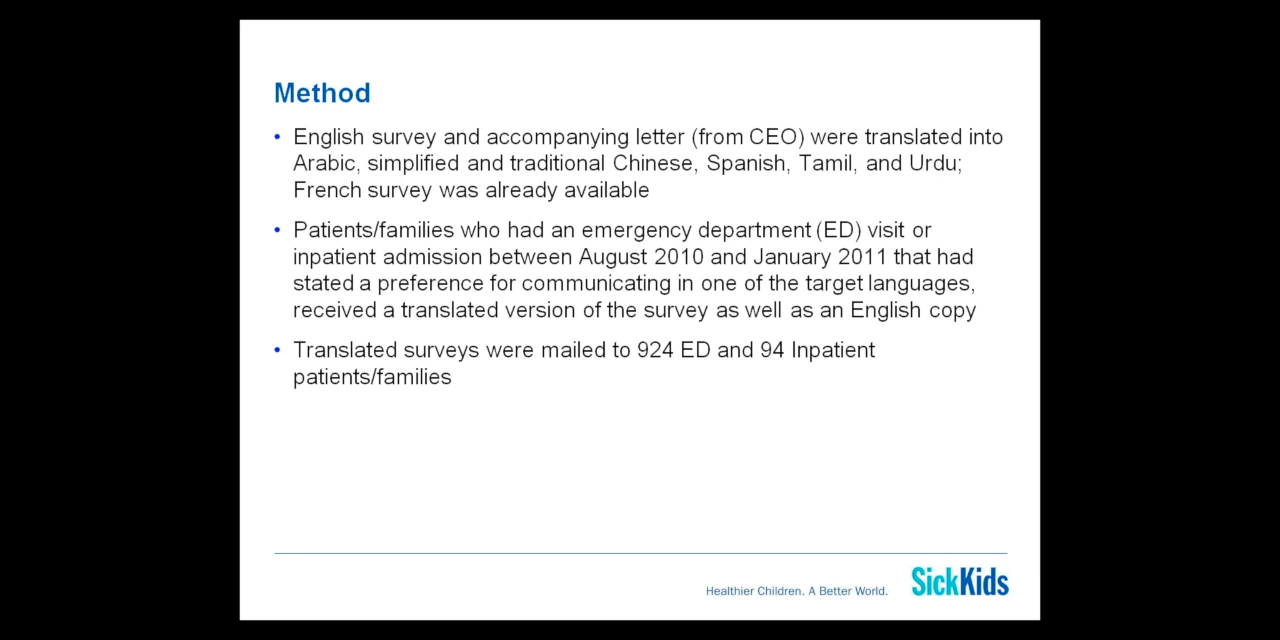 Method
• English survey and accompanying letter (from CEO) were translated into
Arabic, simplified and traditional Chinese, Spanish, Tamil, and Urdu;
French survey was already available
• Patients/families who had an emergency department (ED) visit or
inpatient admission between August 2010 and January 2011 that had
stated a preference for communicating in one of the target languages,
received a translated version of the survey as well as an English copy
• Translated surveys were mailed to 924 ED and 94 Inpatient
patients/families
Healthier Children. A Better World.
SickKids